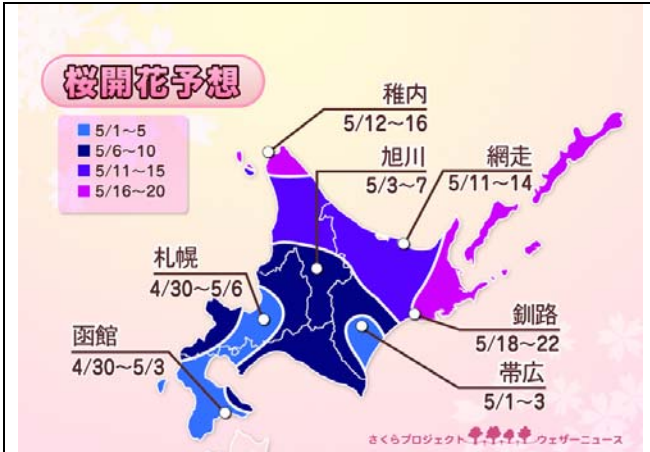 桜開花予想
5/1〜5
5/6〜10
5/11〜15
5/16〜20
稚内
5/12〜16
旭川
5/3〜7
網走
5/11〜14
札幌
4/30〜5/6
函館
4/30〜5/3
釧路
5/18〜22
帯広
5/1〜3
さくらプロジェクト ウェザーニュース